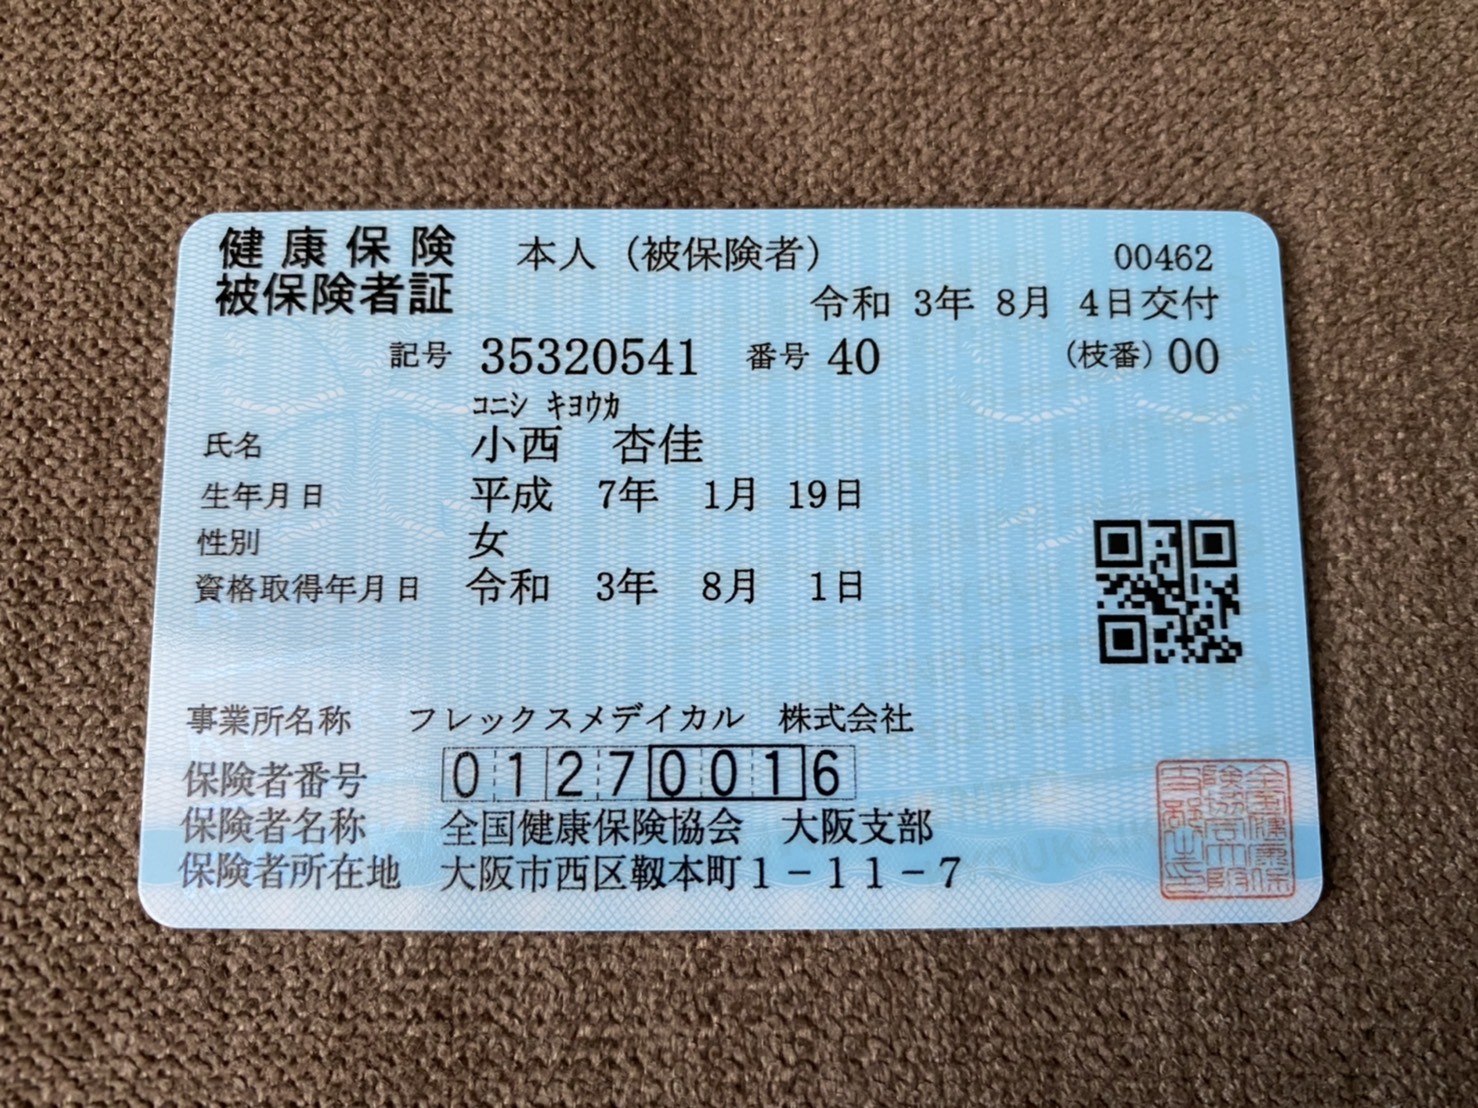 健康保険 本人（被保険者） 00462
被保険者証 令和 3年 8月 4日交付
記号 35320541 番号 40 (枝番) 00
コニシ キヨウカ
氏名 小西 杏佳
生年月日 平成 7年 1月 19日
性別 女
資格取得年月日 令和 3年 8月 1日
事業所名称 フレックスメデイカル 株式会社
保険者番号 01270016
保険者名称 全国健康保険協会 大阪支部
保険者所在地 大阪市西区靱本町1－11－7